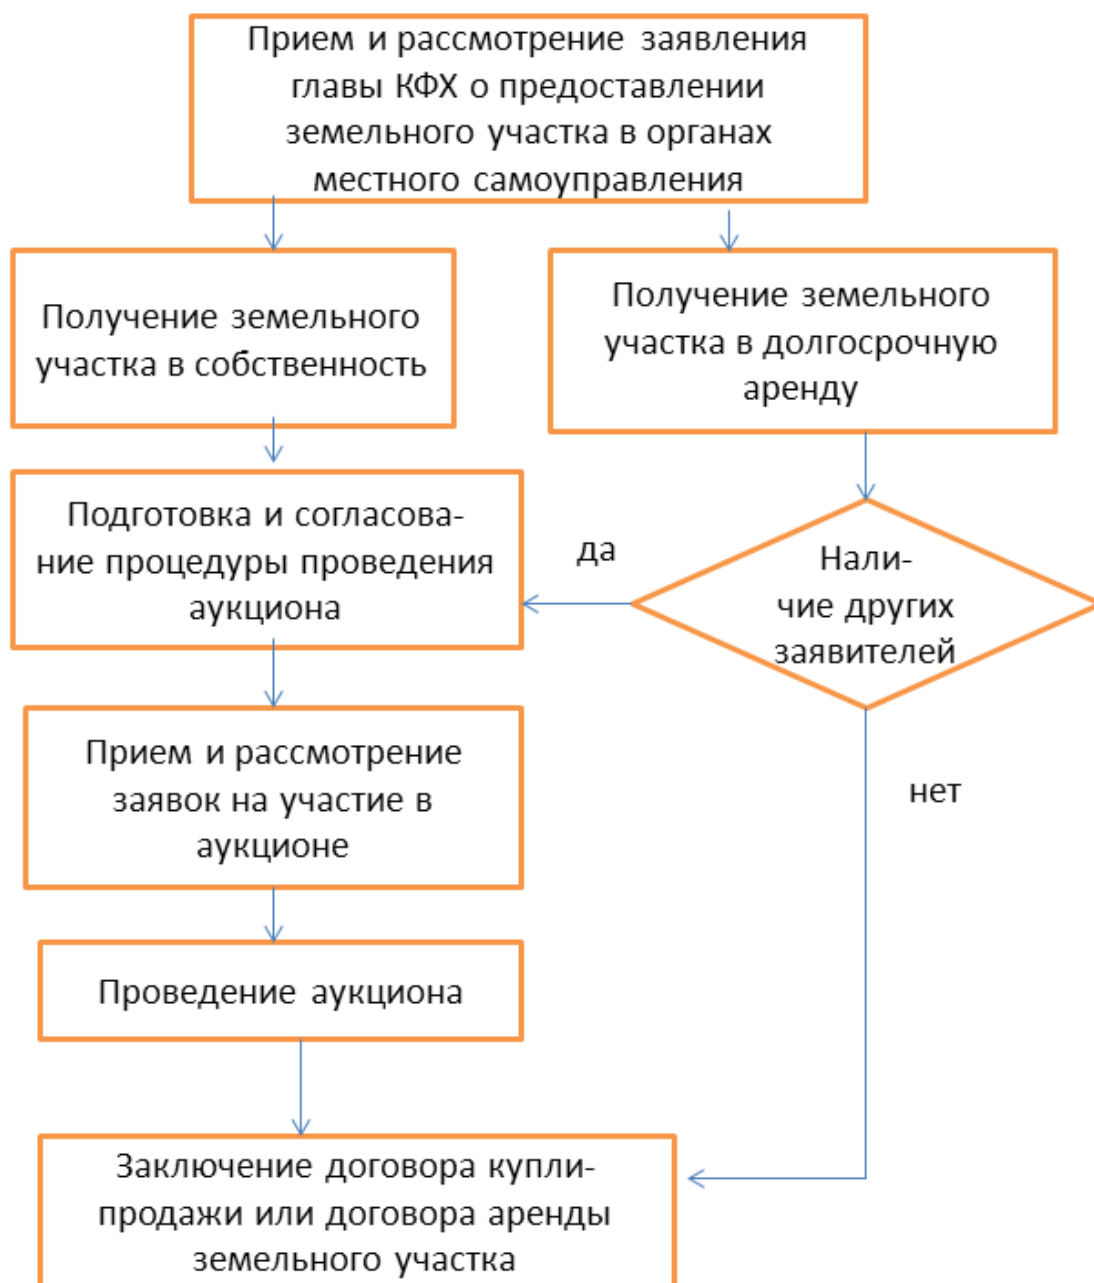 Прием и рассмотрение заявления
главы КФХ о предоставлении
земельного участка в органах
местного самоуправления
Получение земельного
участка в собственность
Получение земельного
участка в долгосрочную
аренду
Подготовка и согласова-
ние процедуры проведения
аукциона
да
Нали-
чие других
заявителей
Прием и рассмотрение
заявок на участие в
аукционе
нет
Проведение аукциона
Заключение договора купли-
продажи или договора аренды
земельного участка